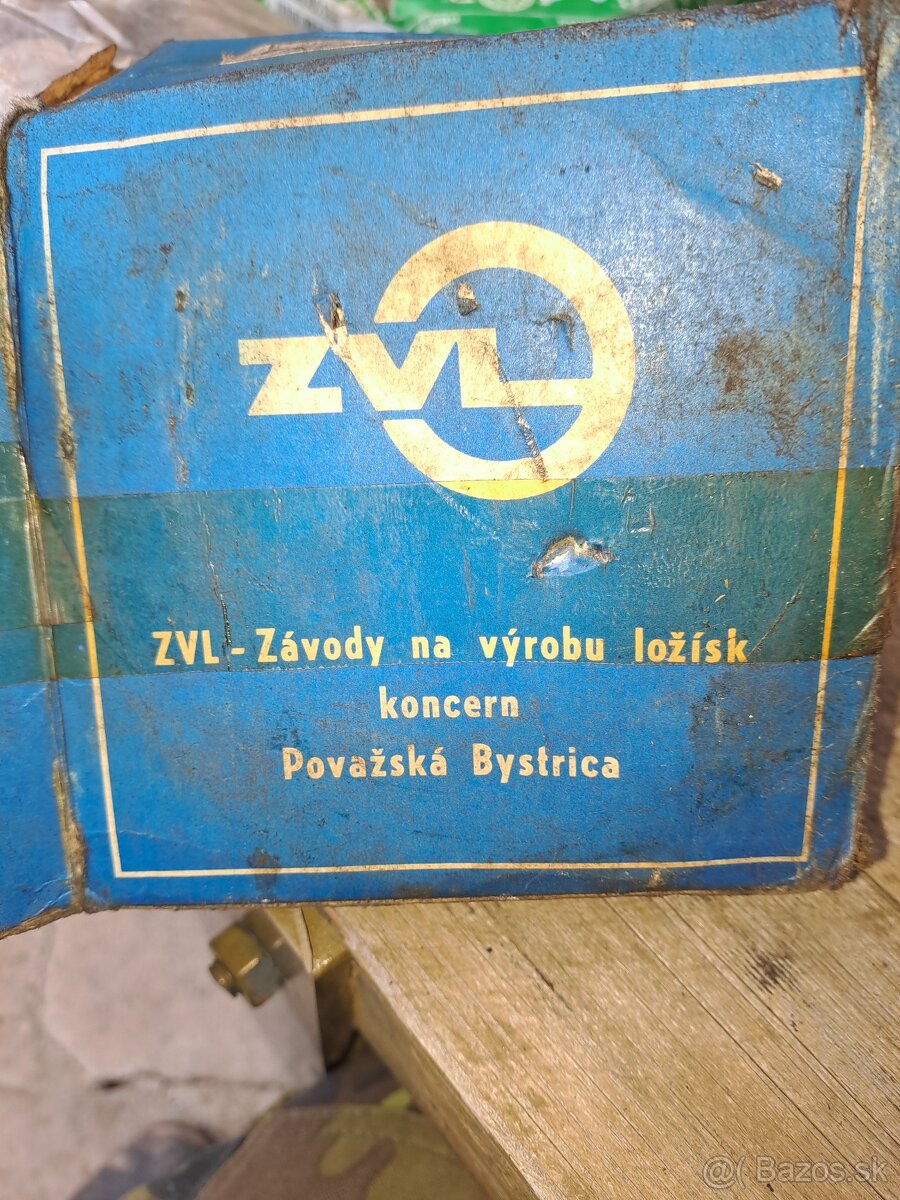 ZVL
ZVL - Závody na výrobu ložísk
koncern
Považská Bystrica
@( Bazos.sk